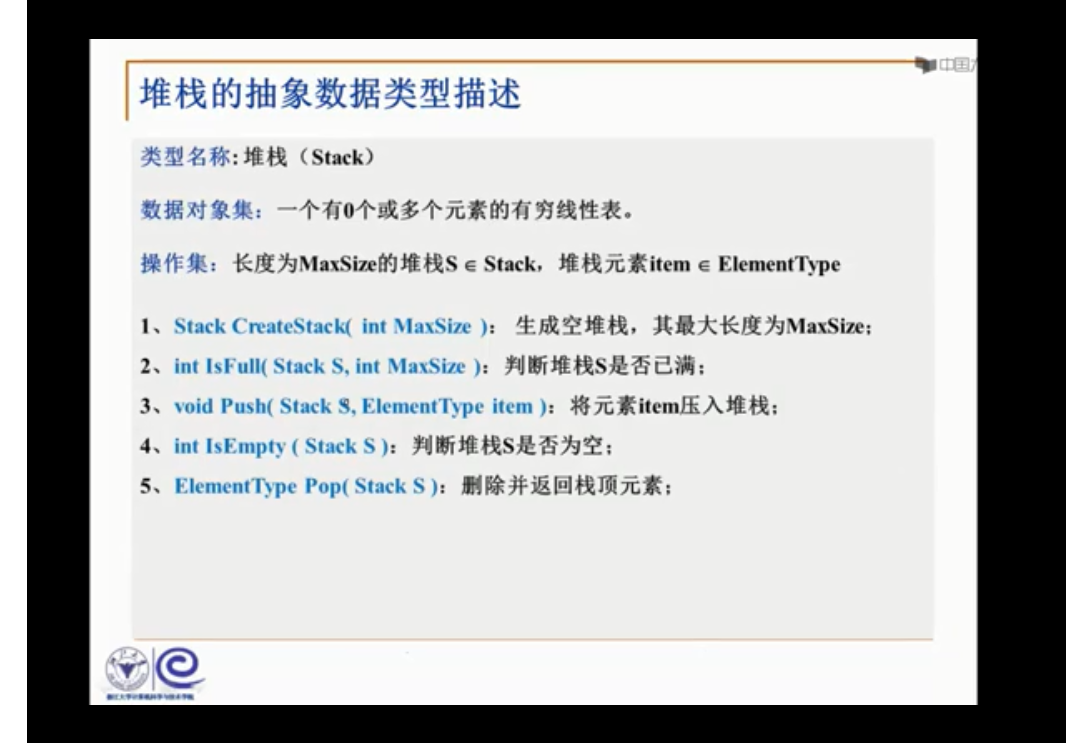 中国
堆栈的抽象数据类型描述
类型名称: 堆栈（Stack）
数据对象集：一个有0个或多个元素的有穷线性表。
操作集：长度为MaxSize的堆栈S ∈ Stack，堆栈元素item ∈ ElementType
1、Stack CreateStack( int MaxSize )： 生成空堆栈，其最大长度为MaxSize；
2、int IsFull( Stack S, int MaxSize )：判断堆栈S是否已满；
3、void Push( Stack S, ElementType item )：将元素item压入堆栈；
4、int IsEmpty ( Stack S )：判断堆栈S是否为空；
5、ElementType Pop( Stack S )：删除并返回栈顶元素；